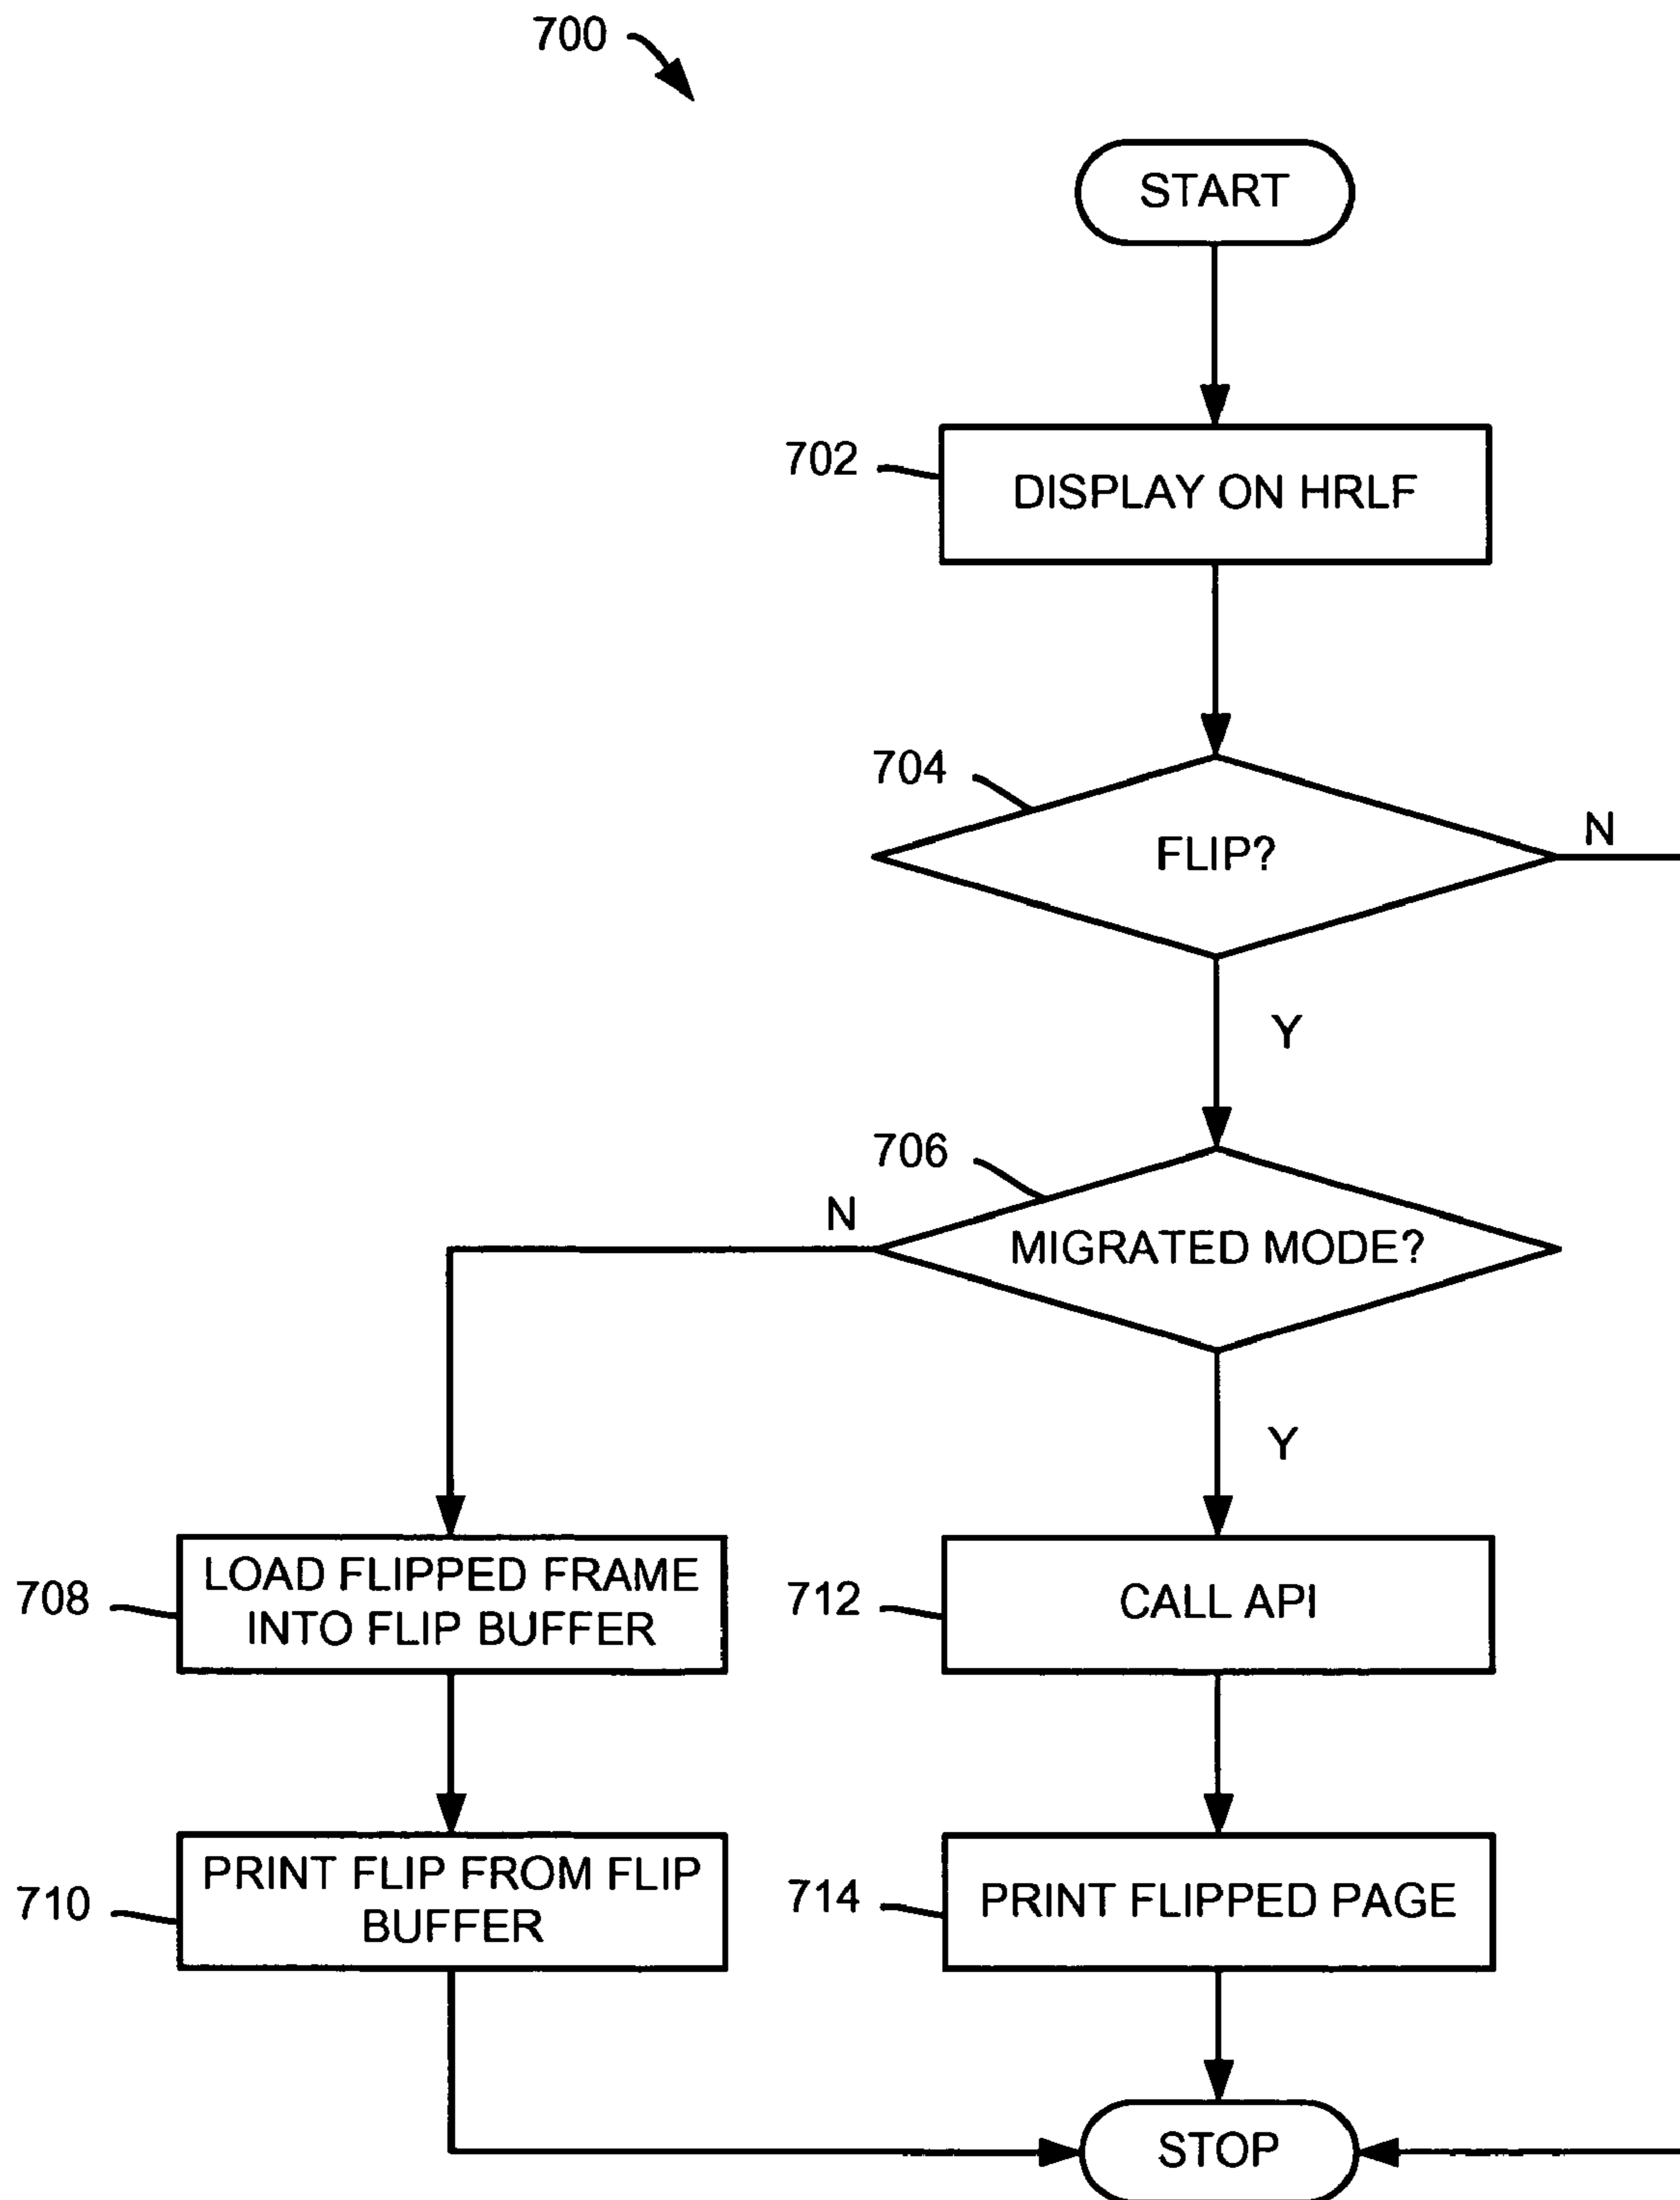 700
START
702
DISPLAY ON HRLF
704
FLIP?
N
Y
706
N
MIGRATED MODE?
Y
708
LOAD FLIPPED FRAME
INTO FLIP BUFFER
712
CALL API
710
PRINT FLIP FROM FLIP
BUFFER
714
PRINT FLIPPED PAGE
STOP